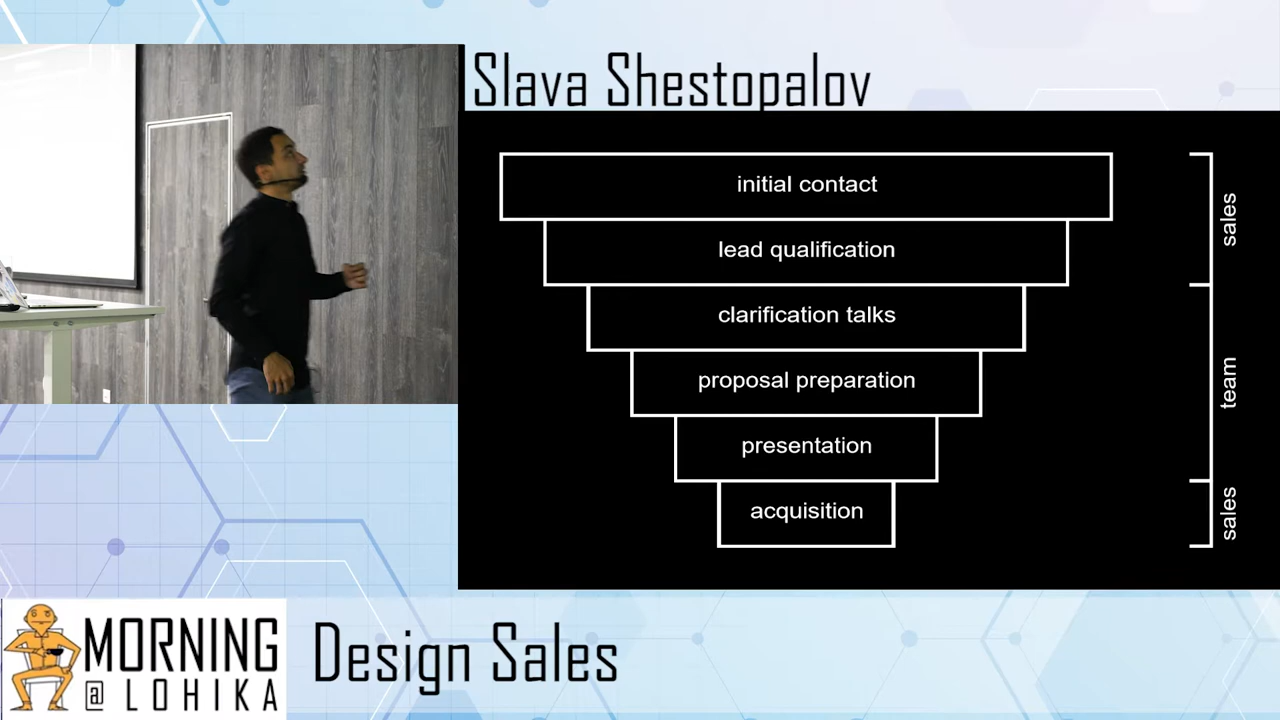 Slava Shestopalov
initial contact
lead qualification
clarification talks
proposal preparation
presentation
acquisition
sales
team
sales
MORNING
@ LOHIKA
Design Sales